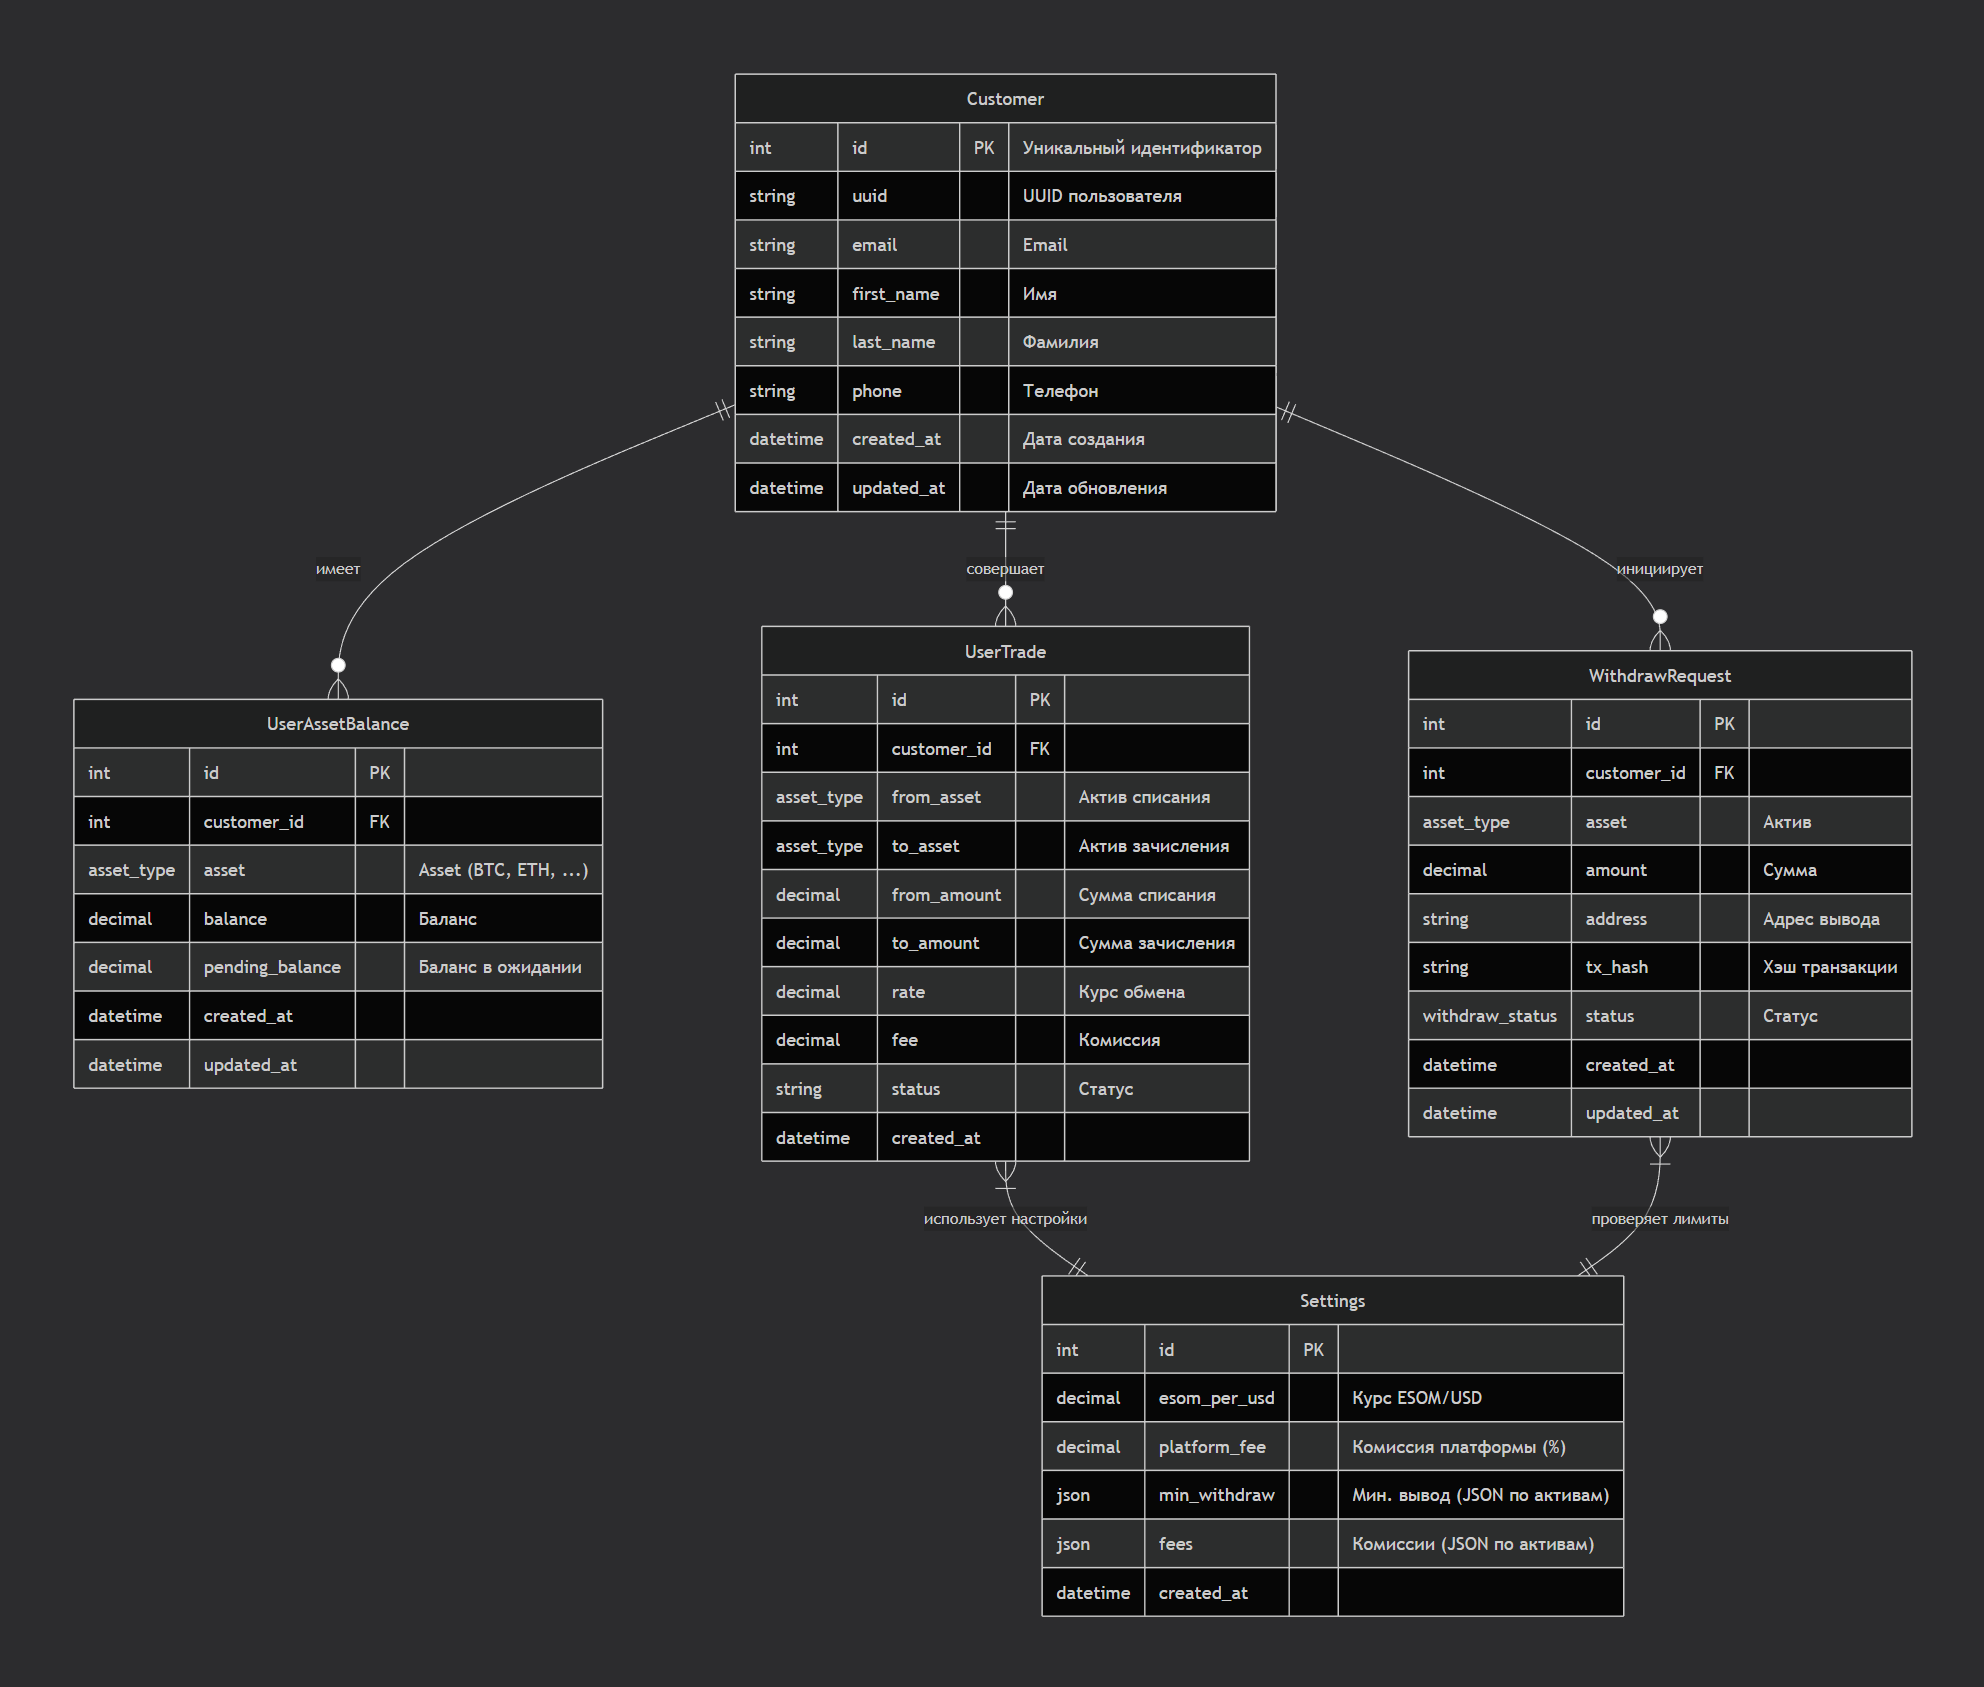 Customer
int id PK Уникальный идентификатор
string uuid UUID пользователя
string email Email
string first_name Имя
string last_name Фамилия
string phone Телефон
datetime created_at Дата создания
datetime updated_at Дата обновления
имеет
совершает
инициирует
UserAssetBalance
int id PK
int customer_id FK
asset_type asset Asset (BTC, ETH, ...)
decimal balance Баланс
decimal pending_balance Баланс в ожидании
datetime created_at
datetime updated_at
UserTrade
int id PK
int customer_id FK
asset_type from_asset Актив списания
asset_type to_asset Актив зачисления
decimal from_amount Сумма списания
decimal to_amount Сумма зачисления
decimal rate Курс обмена
decimal fee Комиссия
string status Статус
datetime created_at
WithdrawRequest
int id PK
int customer_id FK
asset_type asset Актив
decimal amount Сумма
string address Адрес вывода
string tx_hash Хэш транзакции
withdraw_status status Статус
datetime created_at
datetime updated_at
использует настройки
проверяет лимиты
Settings
int id PK
decimal esom_per_usd Курс ESOM/USD
decimal platform_fee Комиссия платформы (%)
json min_withdraw Мин. вывод (JSON по активам)
json fees Комиссии (JSON по активам)
datetime created_at